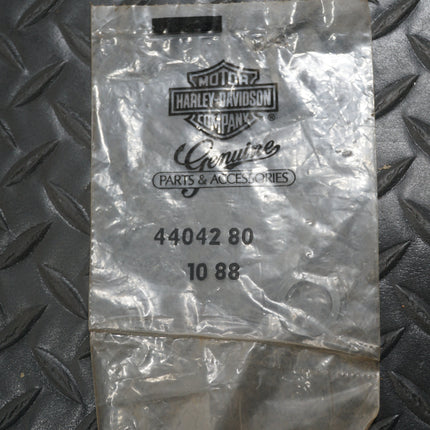 MOTOR
HARLEY-DAVIDSON
COMPANY
®
Genuine
PARTS & ACCESSORIES
44042 80
10 88